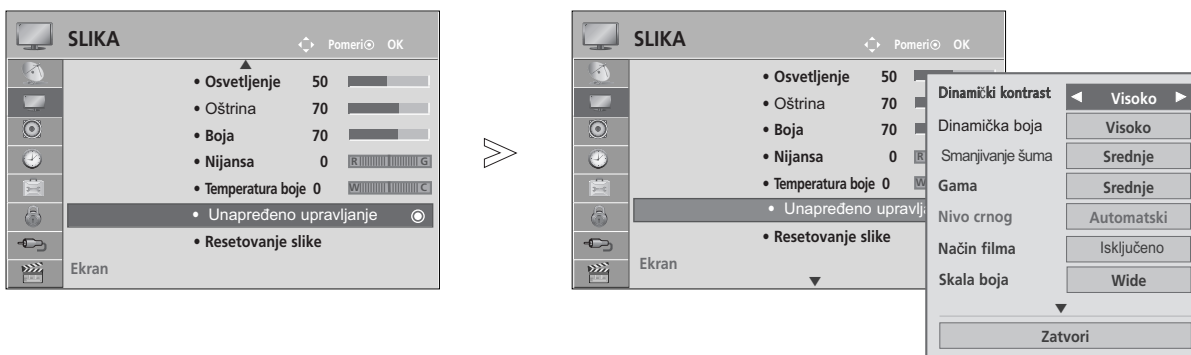 SLIKA
Pomeri OK
• Osvetljenje 50
• Oštrina 70
• Boja 70
• Nijansa 0 R G
• Temperatura boje 0 W C
• Unapređeno upravljanje
• Resetovanje slike
Ekran
SLIKA
Pomeri OK
• Osvetljenje 50
• Oštrina 70
• Boja 70
• Nijansa 0 R
• Temperatura boje 0 W
• Unapređeno upravlj
• Resetovanje slike
Ekran
Dinamički kontrast Visoko
Dinamička boja Visoko
Smanjivanje šuma Srednje
Gama Srednje
Nivo crnog Automatski
Način filma Isključeno
Skala boja Wide
Zatvori